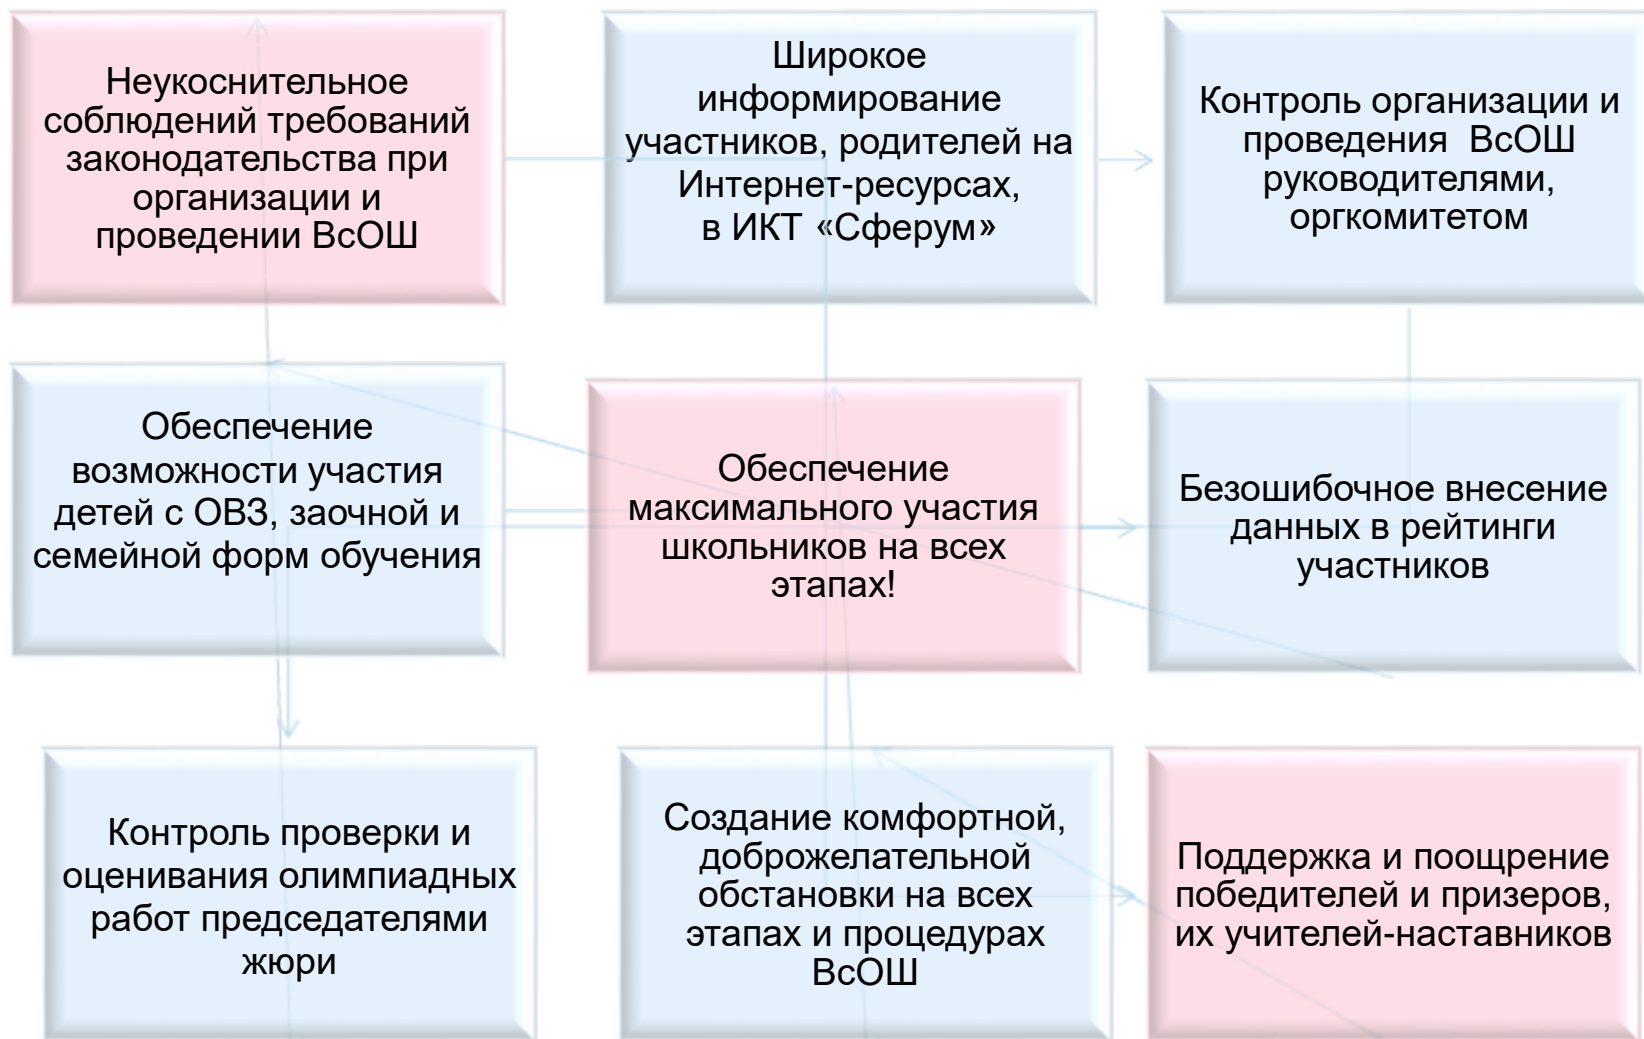 Неукоснительное
соблюдений требований
законодательства при
организации и
проведении ВсОШ
Широкое
информирование
участников, родителей на
Интернет-ресурсах,
в ИКТ «Сферум»
Контроль организации и
проведения ВсОШ
руководителями,
оргкомитетом
Обеспечение
возможности участия
детей с ОВЗ, заочной и
семейной форм обучения
Обеспечение
максимального участия
школьников на всех
этапах!
Безошибочное внесение
данных в рейтинги
участников
Контроль проверки и
оценивания олимпиадных
работ председателями
жюри
Создание комфортной,
доброжелательной
обстановки на всех
этапах и процедурах
ВсОШ
Поддержка и поощрение
победителей и призеров,
их учителей-наставников